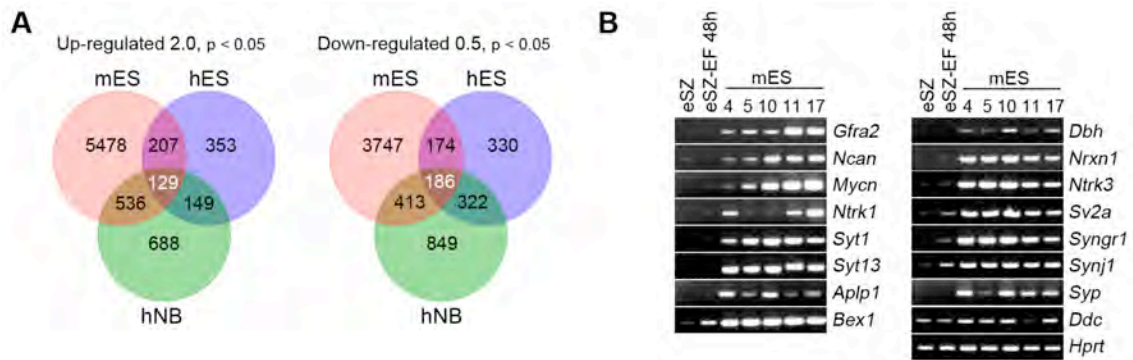 A
Up-regulated 2.0, p < 0.05
mES
hES
5478
207
353
129
536
149
688
hNB
Down-regulated 0.5, p < 0.05
mES
hES
3747
174
330
186
413
322
849
hNB
B
eSZ
eSZ-EF 48h
mES
4 5 10 11 17
Gfra2
Ncan
Mycn
Ntrk1
Syt1
Syt13
Aplp1
Bex1
eSZ
eSZ-EF 48h
mES
4 5 10 11 17
Dbh
Nrxn1
Ntrk3
Sv2a
Syngr1
Synj1
Syp
Ddc
Hprt